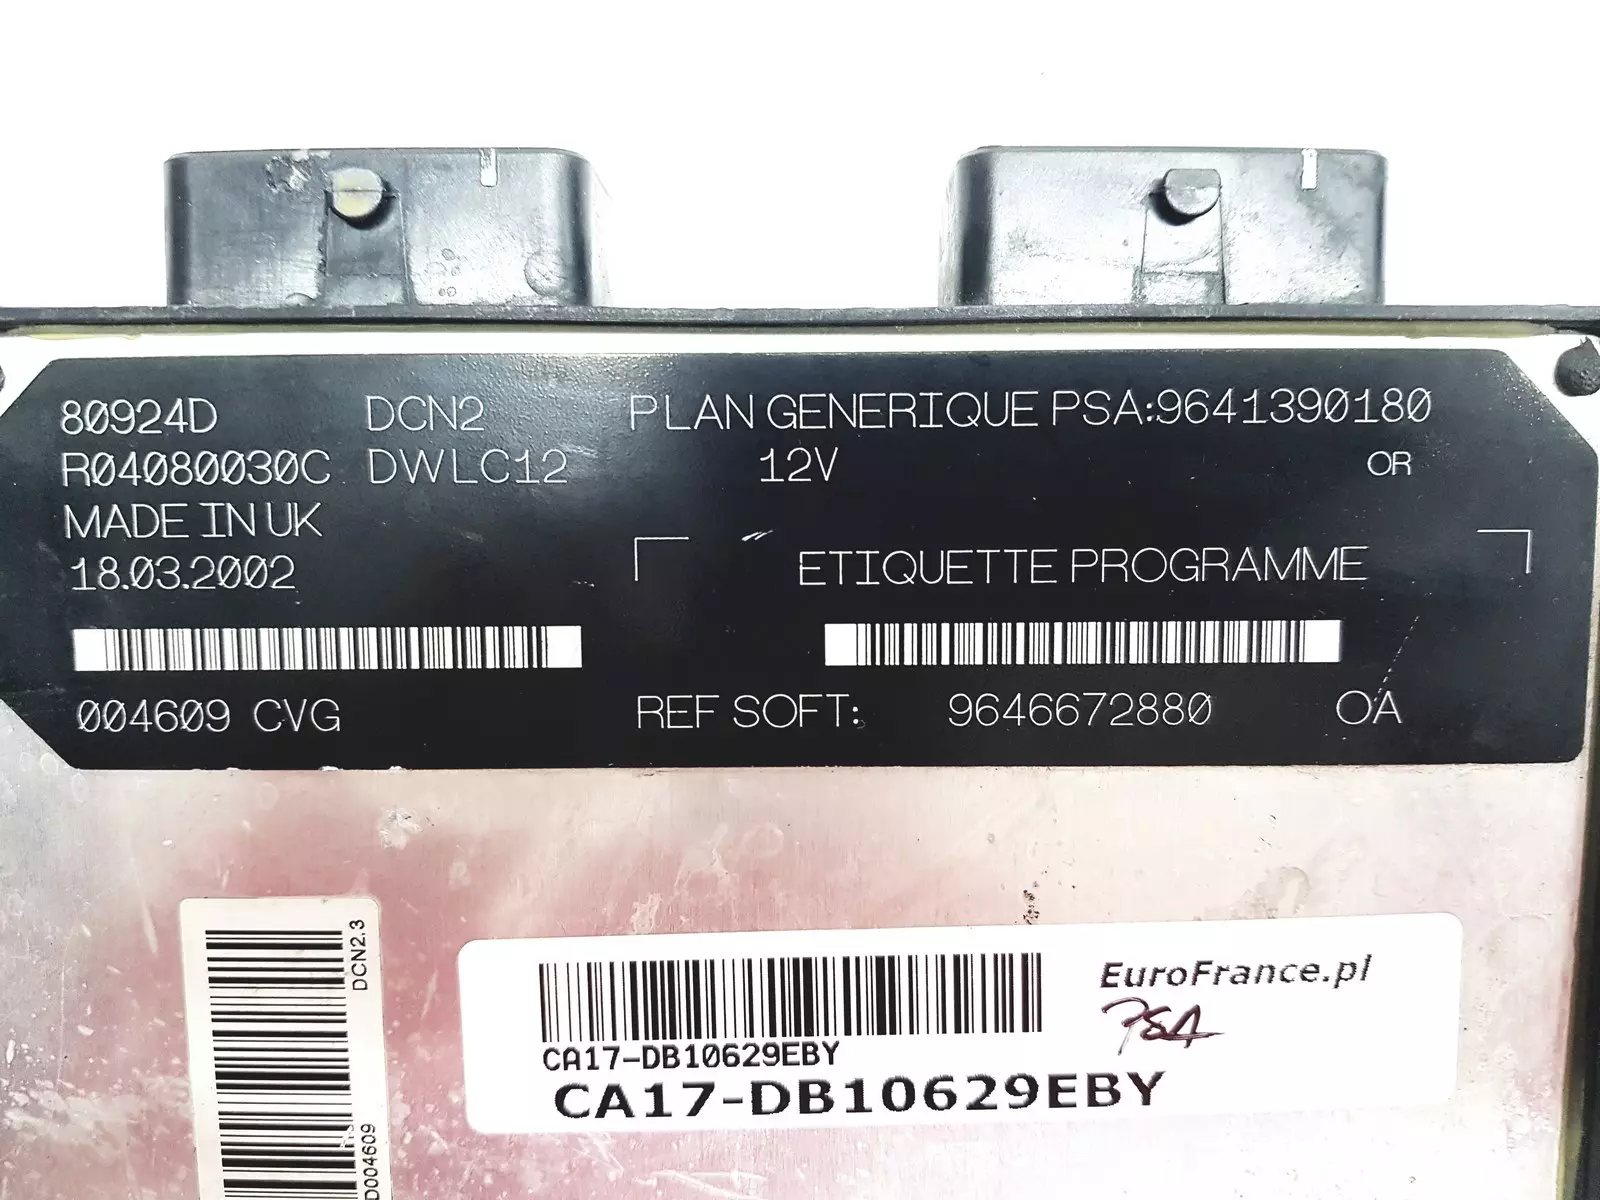 80924D DCN2 PLAN GENERIQUE PSA:9641390180
R04080030C DWLC12 12V OR
MADE IN UK
18.03.2002
ETIQUETTE PROGRAMME
004609 CVG REF SOFT: 9646672880 OA
DCN2.3
D004609
EuroFrance.pl
PSA
CA17-DB10629EBY
CA17-DB10629EBY